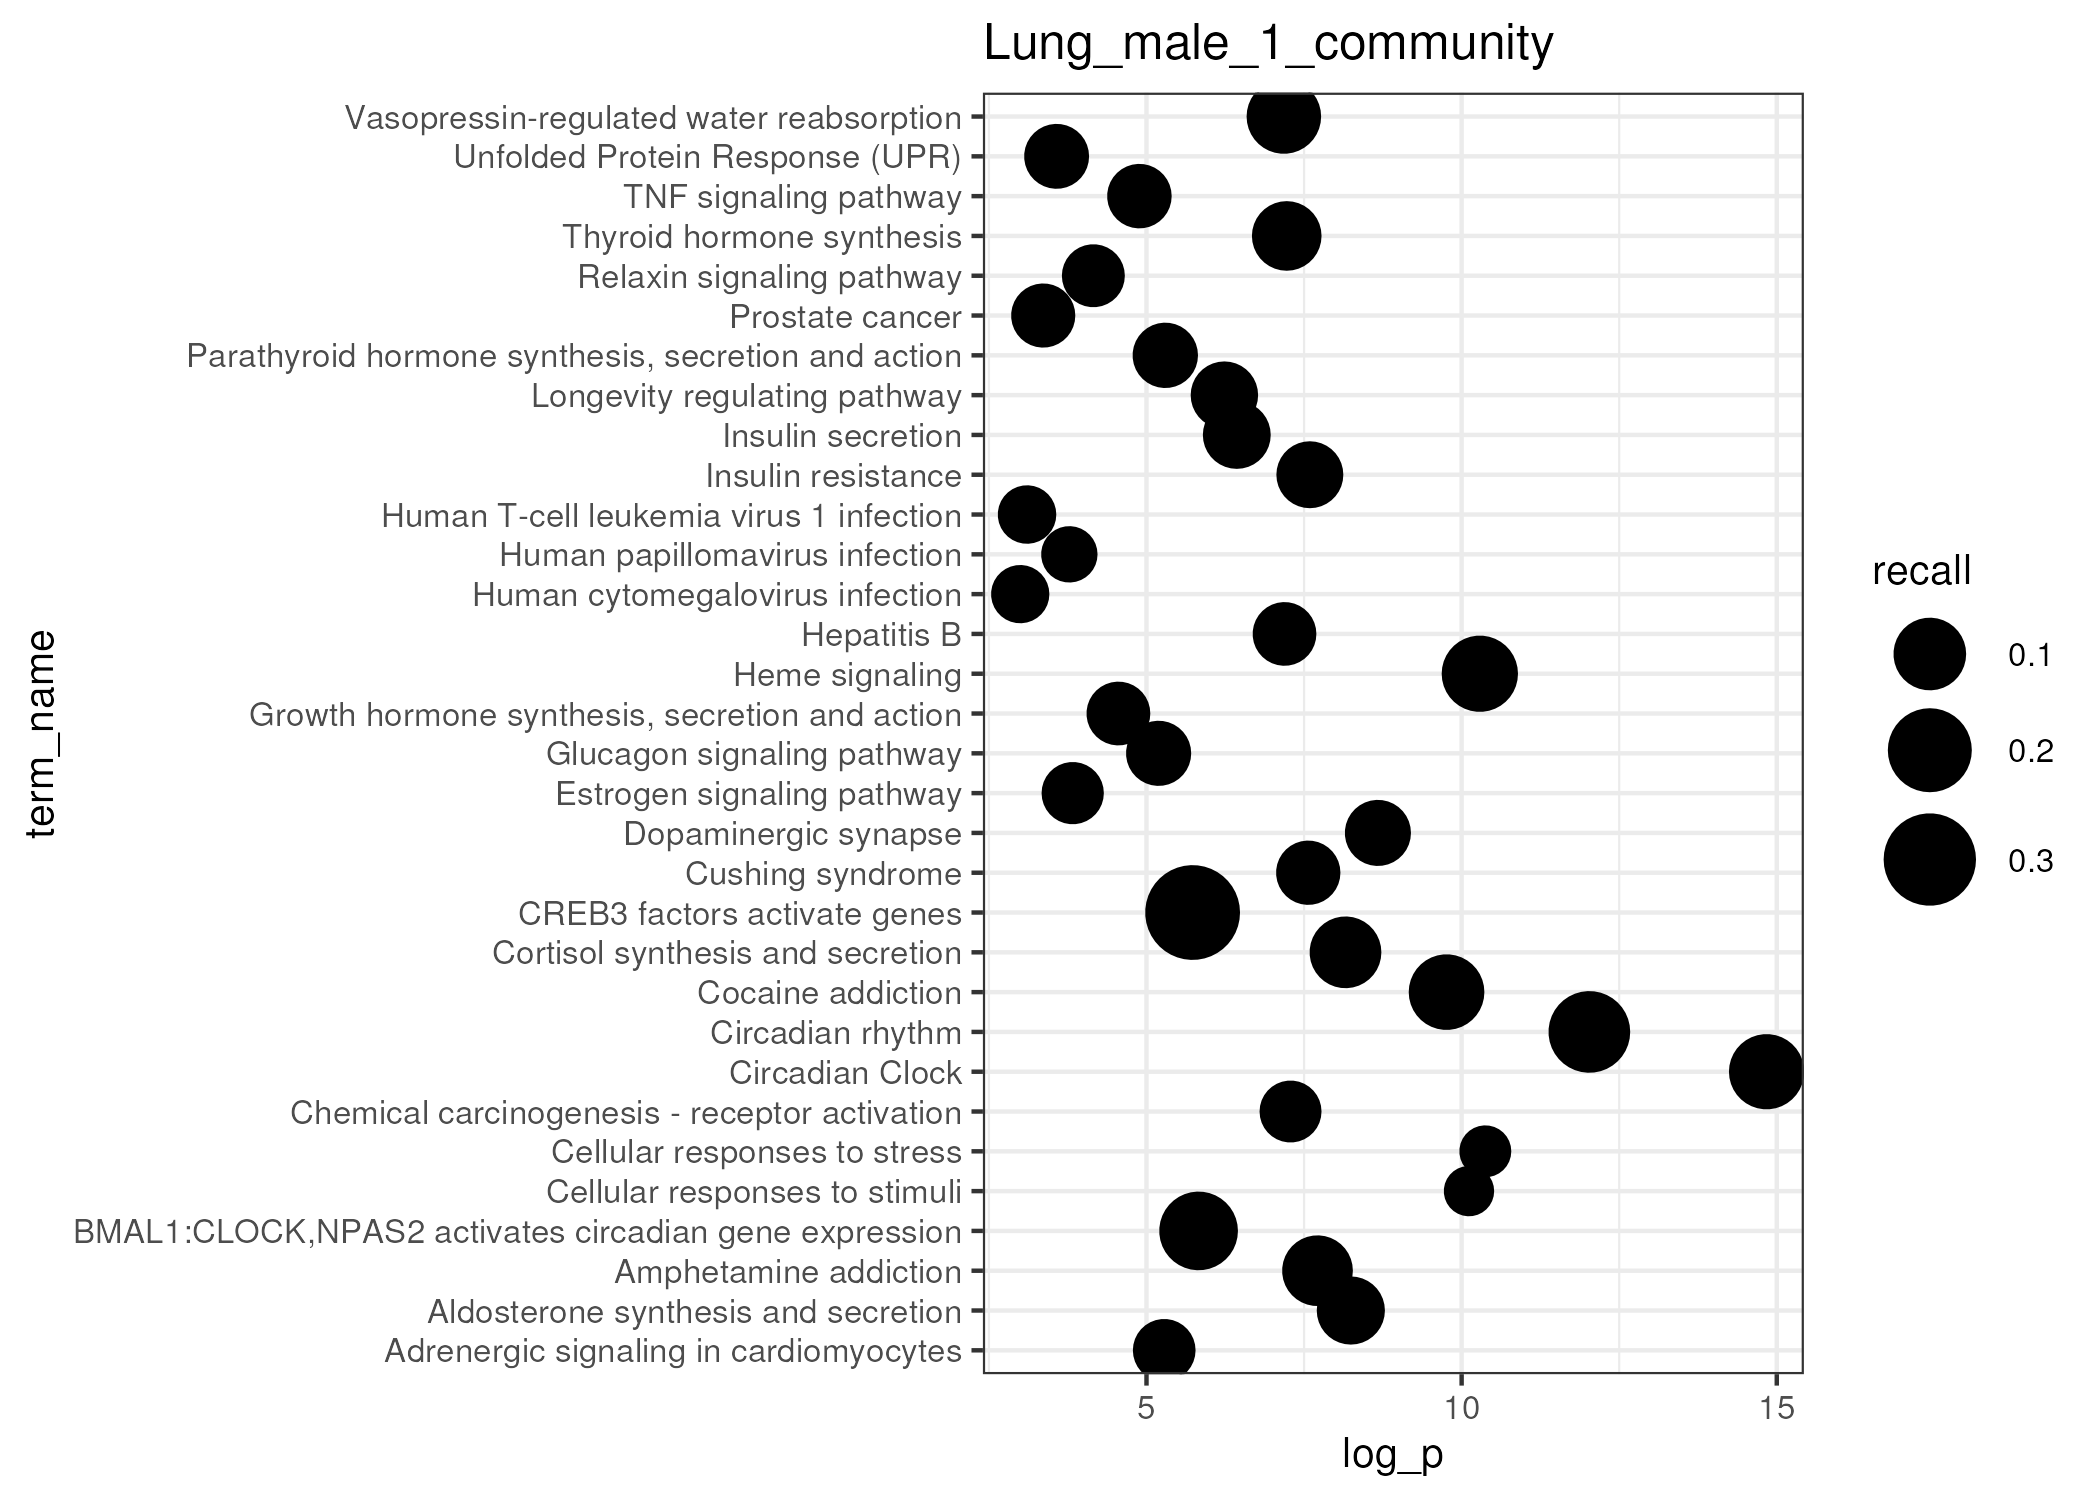 Lung_male_1_community
Vasopressin-regulated water reabsorption
Unfolded Protein Response (UPR)
TNF signaling pathway
Thyroid hormone synthesis
Relaxin signaling pathway
Prostate cancer
Parathyroid hormone synthesis, secretion and action
Longevity regulating pathway
Insulin secretion
Insulin resistance
Human T-cell leukemia virus 1 infection
Human papillomavirus infection
Human cytomegalovirus infection
Hepatitis B
Heme signaling
Growth hormone synthesis, secretion and action
Glucagon signaling pathway
Estrogen signaling pathway
Dopaminergic synapse
Cushing syndrome
CREB3 factors activate genes
Cortisol synthesis and secretion
Cocaine addiction
Circadian rhythm
Circadian Clock
Chemical carcinogenesis - receptor activation
Cellular responses to stress
Cellular responses to stimuli
BMAL1:CLOCK,NPAS2 activates circadian gene expression
Amphetamine addiction
Aldosterone synthesis and secretion
Adrenergic signaling in cardiomyocytes
term_name
5 10 15
log_p
recall
0.1
0.2
0.3